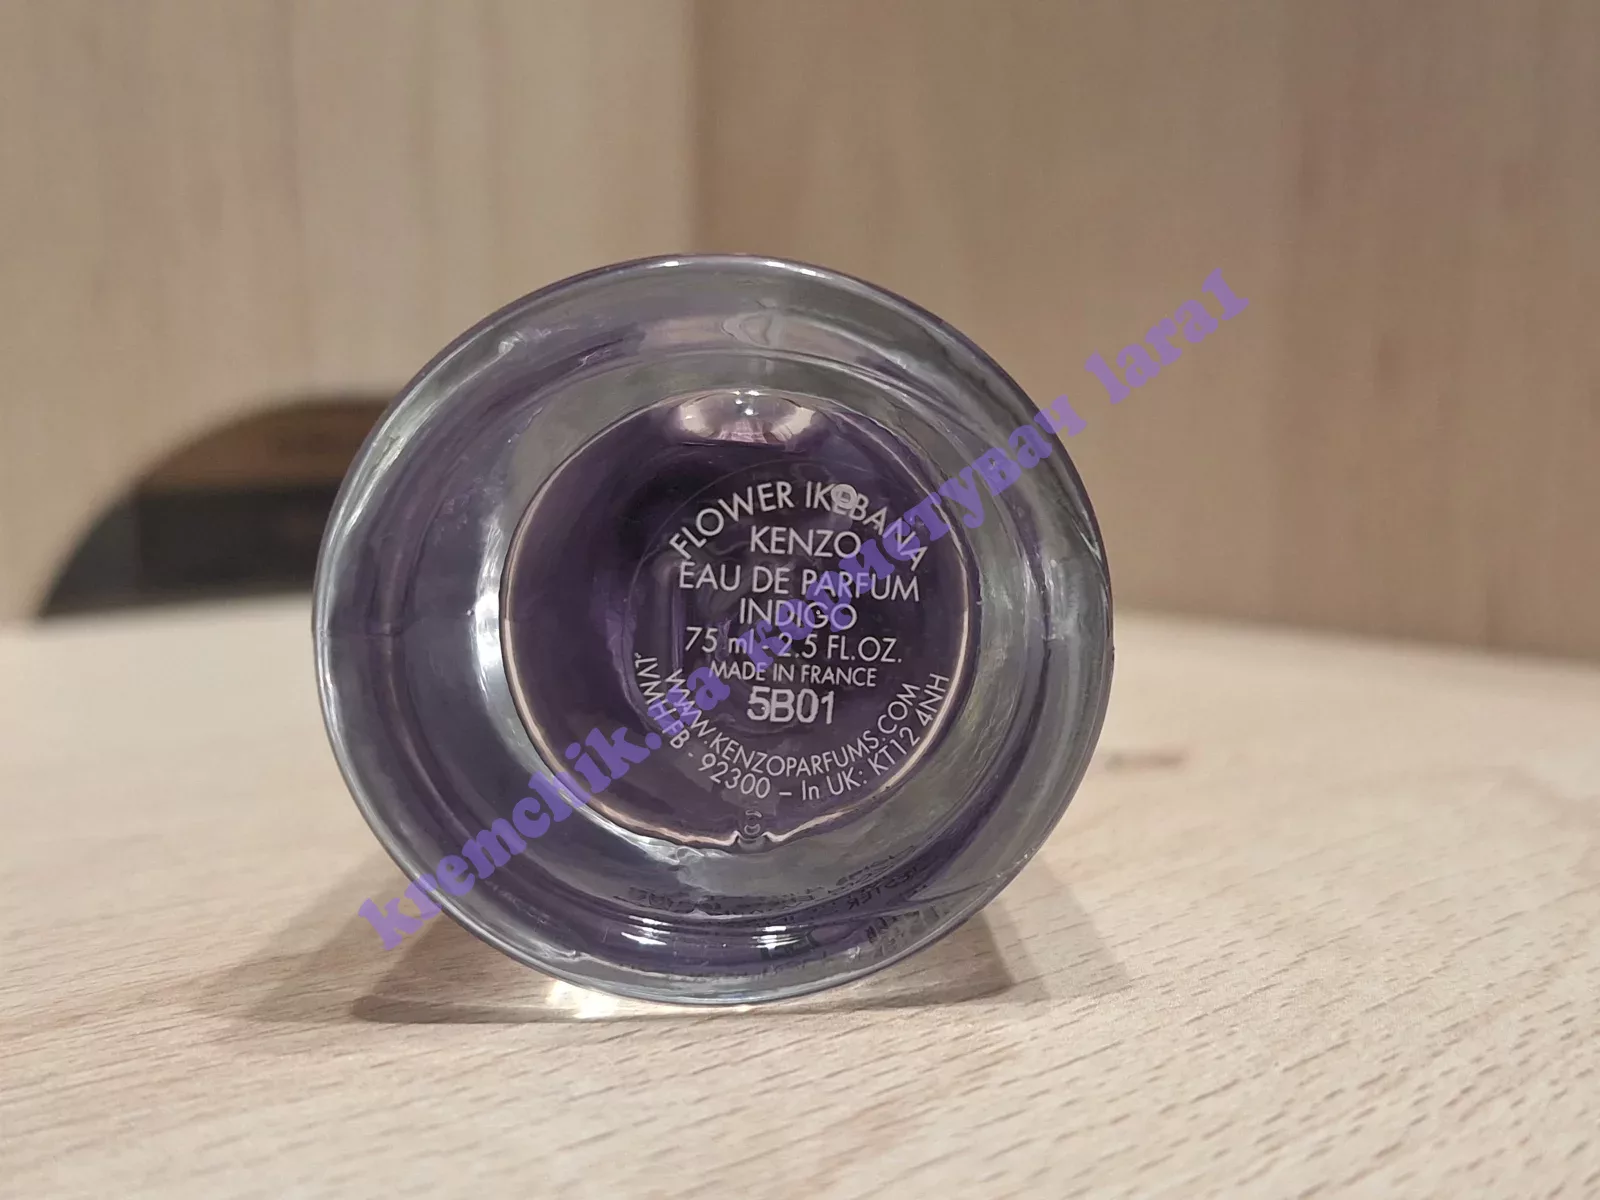 FLOWER IKEBANA
KENZO
EAU DE PARFUM
INDIGO
75 ml - 2.5 FL.OZ.
MADE IN FRANCE
5B01
WWW.KENZOPARFUMS.COM
LVMH FB - 92300 – In UK: KT12 4NH
kremchik.ua користувач lara1